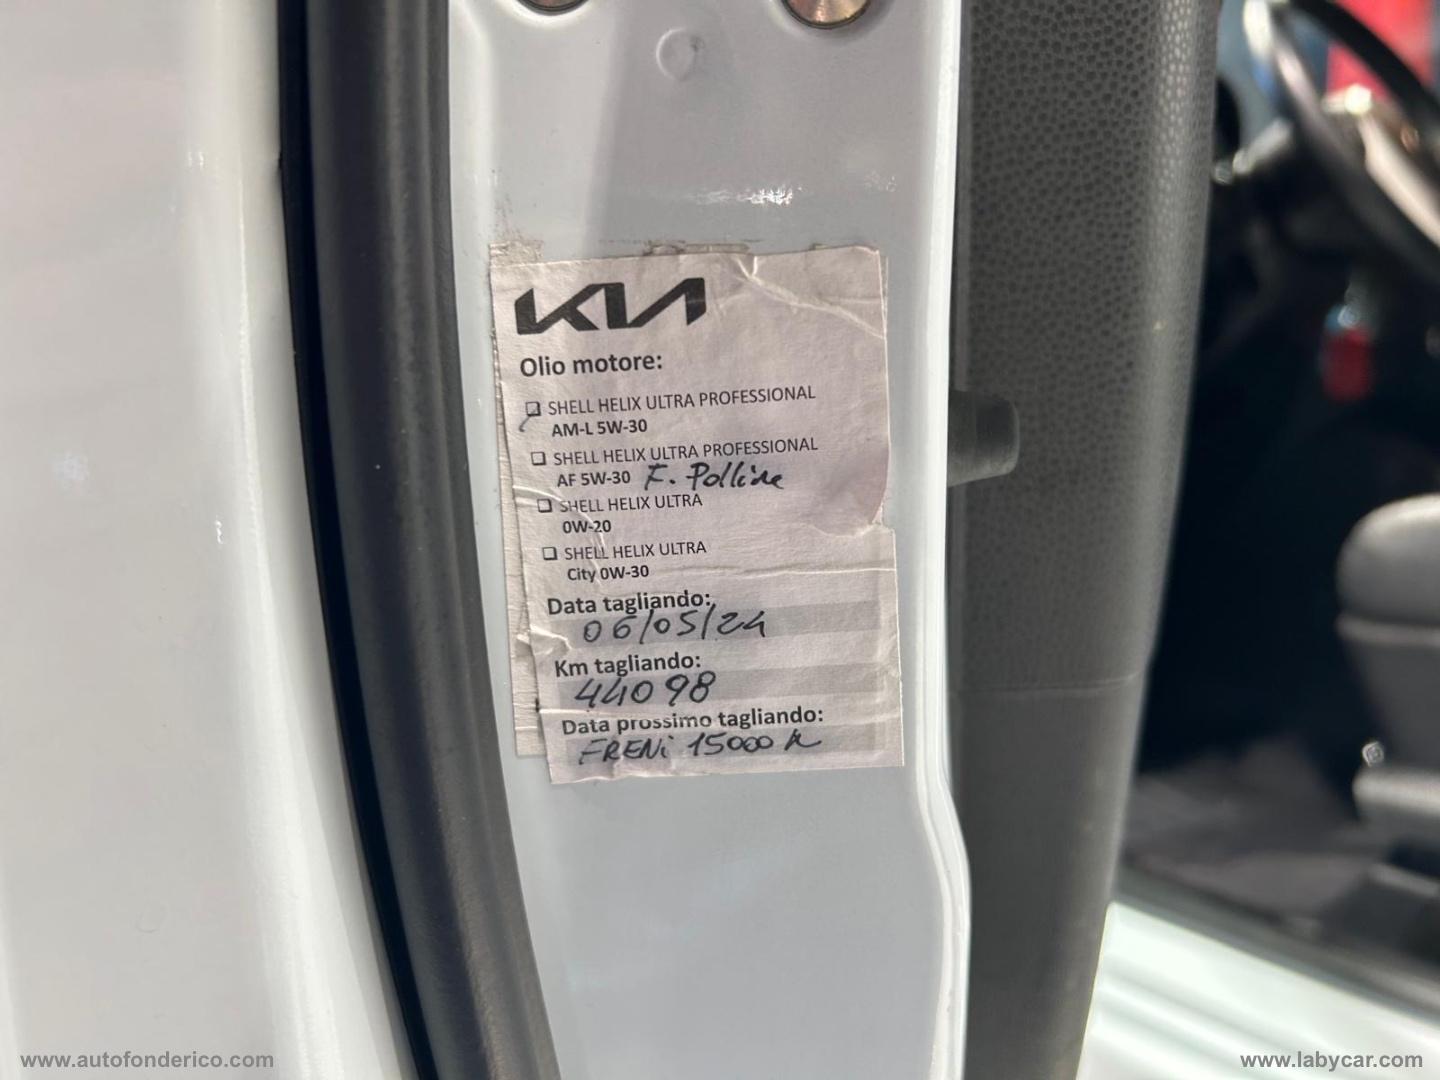 KIA
Olio motore:
SHELL HELIX ULTRA PROFESSIONAL
AM-L 5W-30
SHELL HELIX ULTRA PROFESSIONAL
AF 5W-30 F. Polline
SHELL HELIX ULTRA
0W-20
SHELL HELIX ULTRA
City 0W-30
Data tagliando:
06/05/24
Km tagliando:
44098
Data prossimo tagliando:
FRENi 15000 K
www.autofonderico.com
www.labycar.com